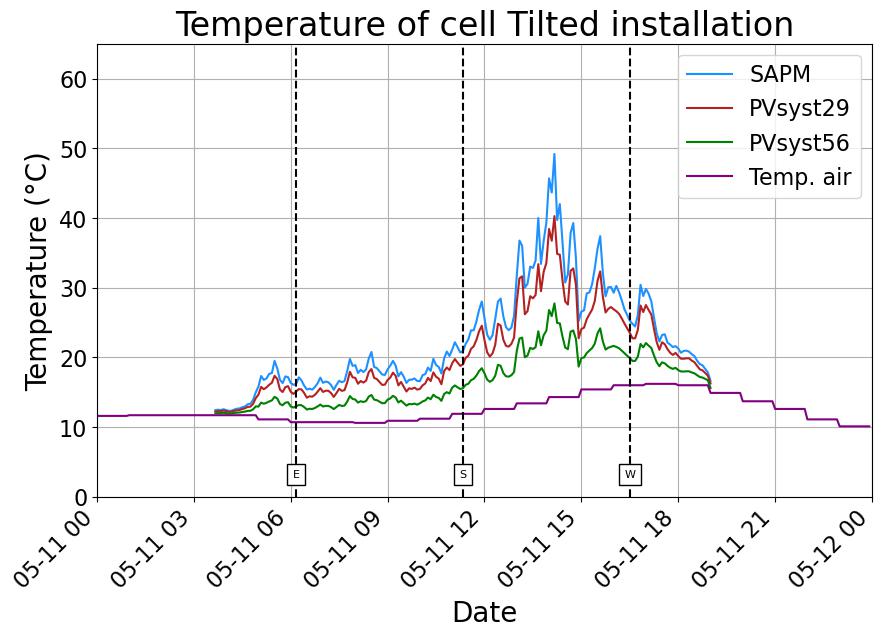 Temperature of cell Tilted installation
SAPM
PVsyst29
PVsyst56
Temp. air
Temperature (°C)
60
50
40
30
20
10
0
E
S
W
05-11 00
05-11 03
05-11 06
05-11 09
05-11 12
05-11 15
05-11 18
05-11 21
05-12 00
Date